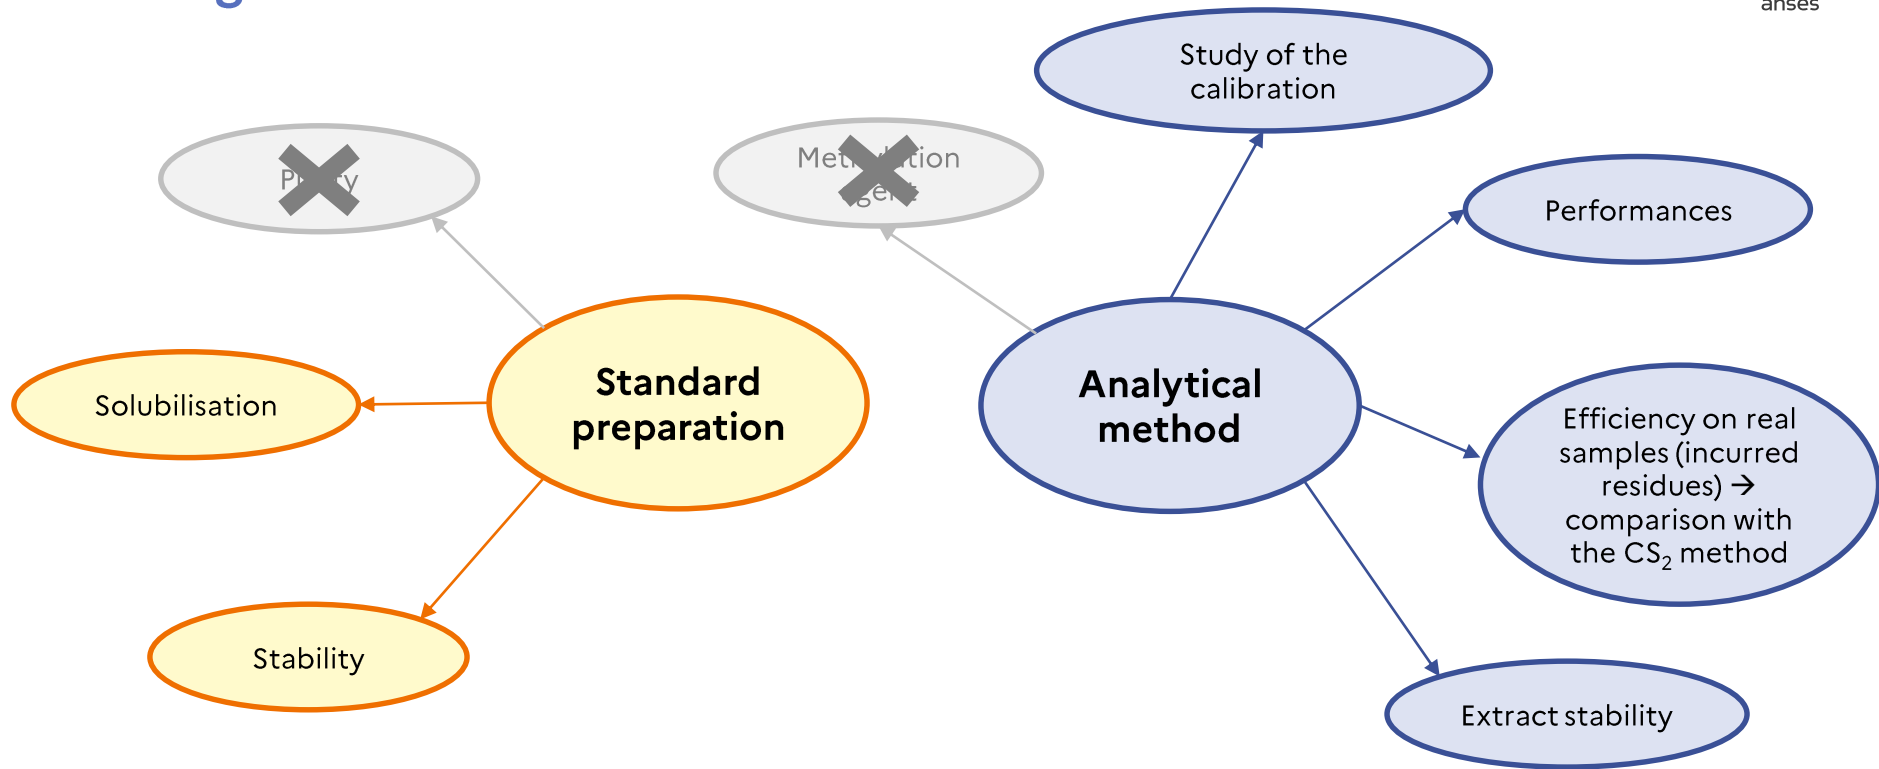 anses
Study of the
calibration
Performances
Solubilisation
Standard
preparation
Analytical
method
Efficiency on real
samples (incurred
residues) →
comparison with
the CS₂ method
Stability
Extract stability